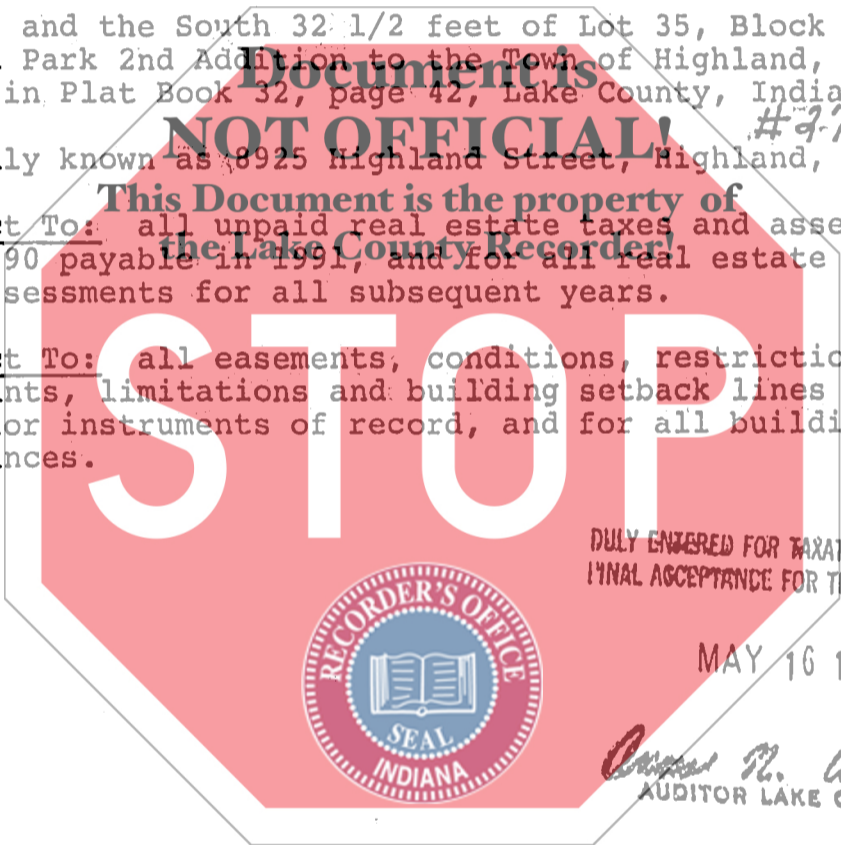 and the South 32 1/2 feet of Lot 35, Block
Park 2nd Addition to the Town of Highland,
Document is
in Plat Book 32, page 42, Lake County, India
NOT OFFICIAL!
ly known as 8925 Highland Street, Highland,
This Document is the property of
t To: all unpaid real estate taxes and asse
the Lake County Recorder!
90 payable in 1991, and for all real estate
sessments for all subsequent years.
STOP
t To: all easements, conditions, restrictio
nts, limitations and building setback lines
or instruments of record, and for all buildi
nces.
DULY ENTERED FOR TAXAT
FINAL ACCEPTANCE FOR T
MAY 16 1
RECORDER'S OFFICE
SEAL
INDIANA
AUDITOR LAKE C